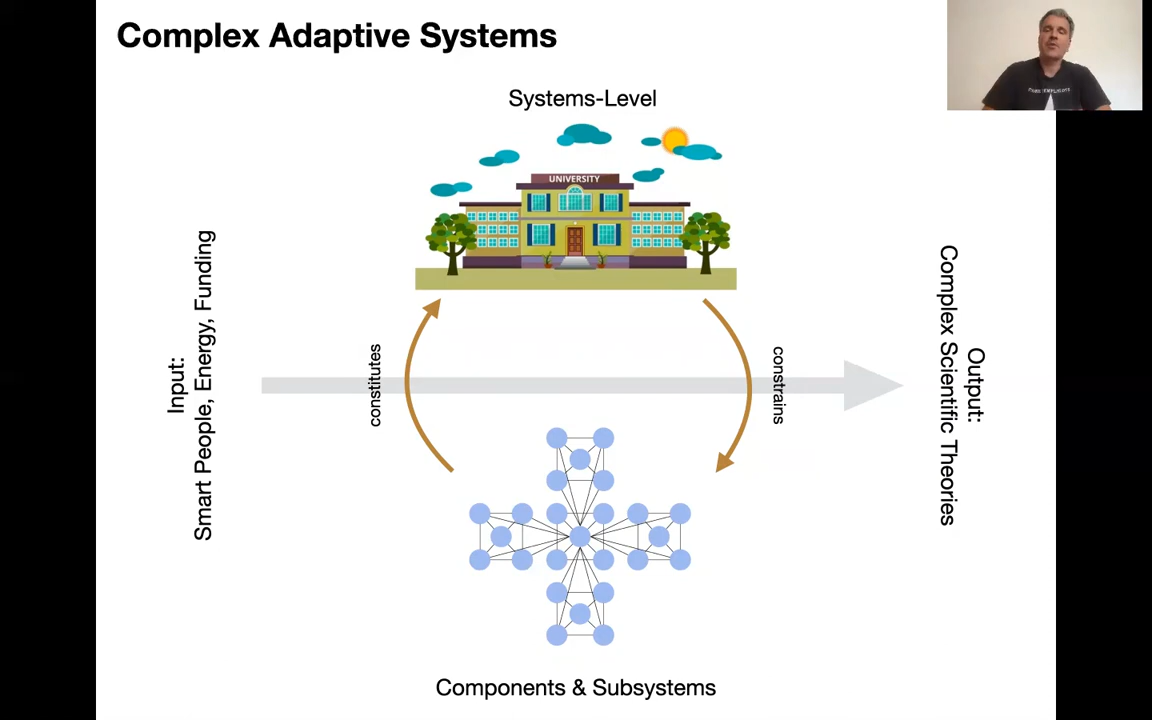 Complex Adaptive Systems
Systems-Level
UNIVERSITY
Input:
Smart People, Energy, Funding
constitutes
constrains
Output:
Complex Scientific Theories
Components & Subsystems